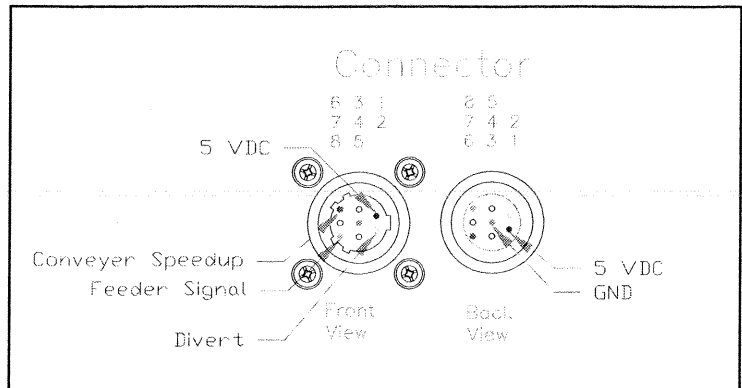 Connector
6 3 1
7 4 2
8 5
8 5
7 4 2
6 3 1
5 VDC
Conveyer Speedup
Feeder Signal
Divert
Front
View
Back
View
5 VDC
GND